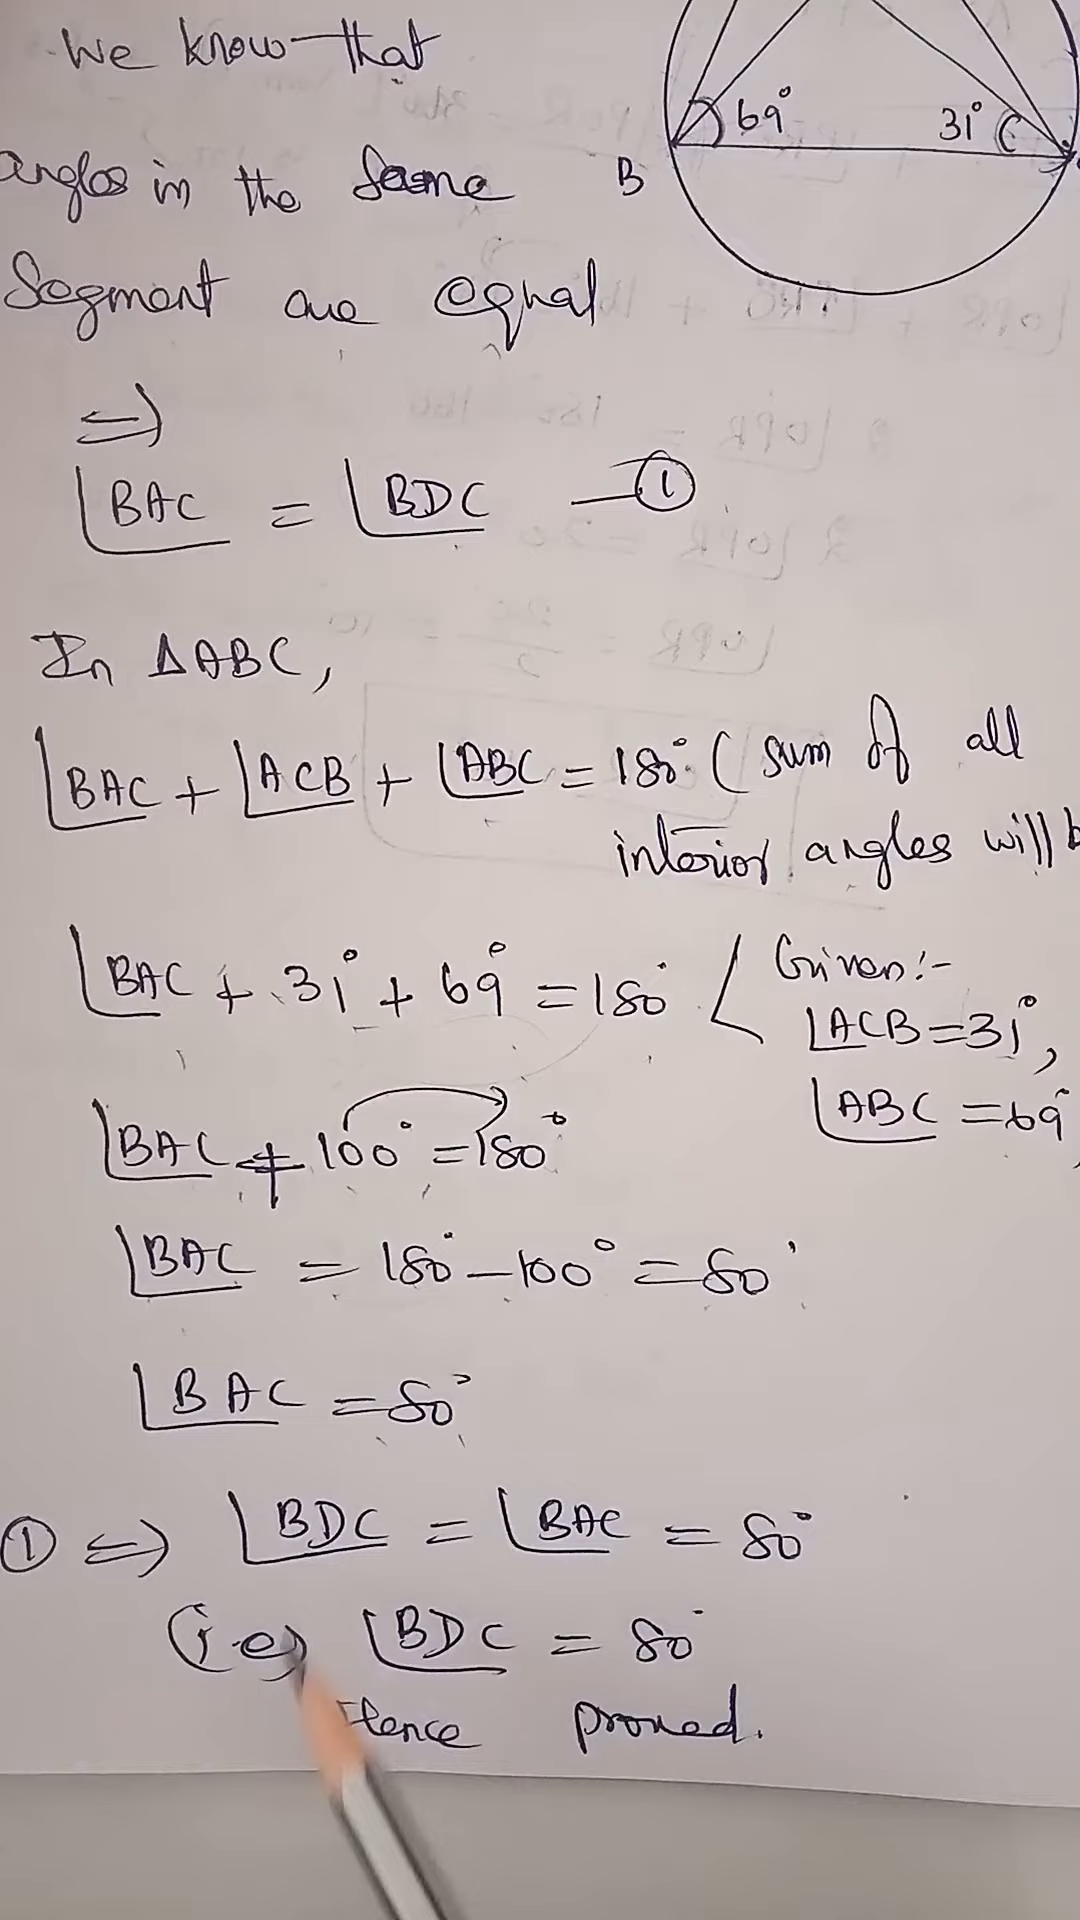 We know that
69° 31°
angles in the same B
Segment are equal
⇒
∠BAC = ∠BDC —①
In ΔABC,
∠BAC + ∠ACB + ∠ABC = 180° ( sum of all
interior angles will
∠BAC + 31° + 69° = 180° < Given:-
∠ACB = 31°,
∠BAC + 100° = 180° ∠ABC = 69°
∠BAC = 180° – 100° = 80°
∠BAC = 80°
① ⇒ ∠BDC = ∠BAC = 80°
(i.e) ∠BDC = 80°
Hence proved.